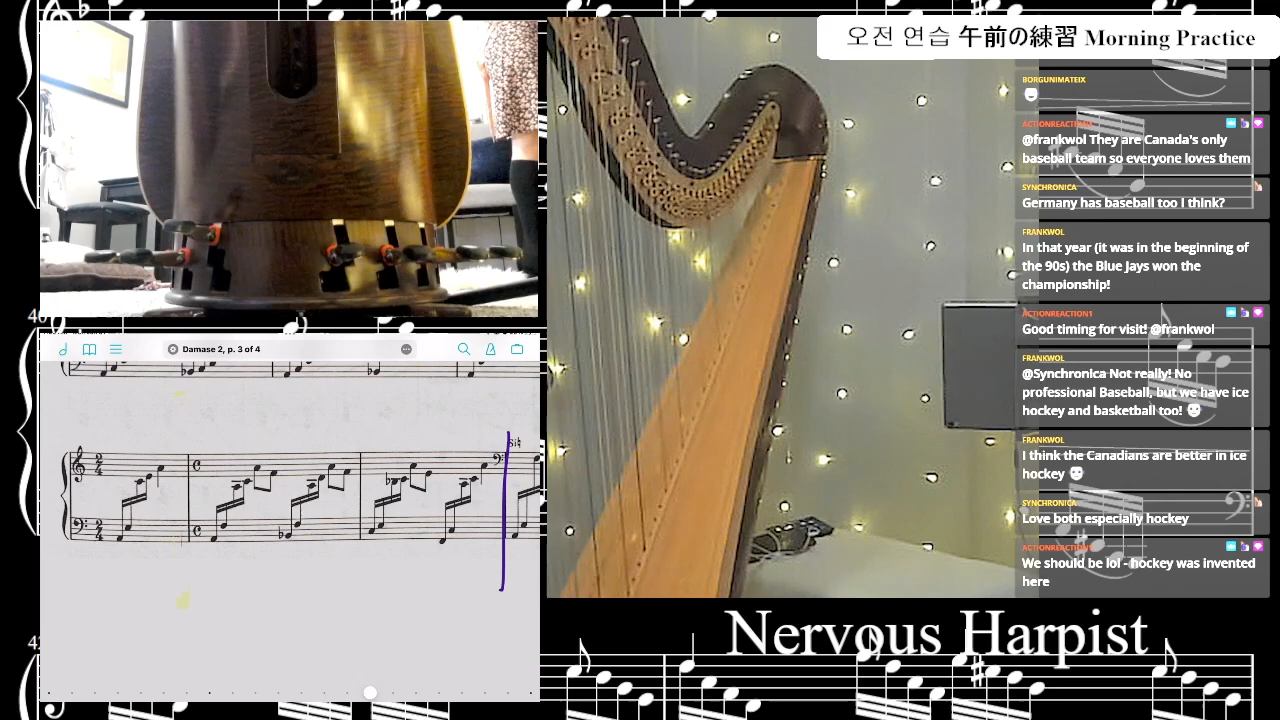 오전 연습 午前の練習 Morning Practice
BORGUNIMATEIX
@frankwol They are Canada's only
baseball team so everyone loves them
SYNCHRONICA
Germany has baseball too I think?
FRANKWOL
In that year (it was in the beginning of
the 90s) the Blue Jays won the
championship!
ACTIONREACTION1
Good timing for visit! @frankwol
FRANKWOL
@Synchronica Not really! No
professional Baseball, but we have ice
hockey and basketball too!
FRANKWOL
I think the Canadians are better in ice
hockey
SYNCHRONICA
Love both especially hockey
We should be lol - hockey was invented
here
Damase 2, p. 3 of 4
Si♮
Nervous Harpist